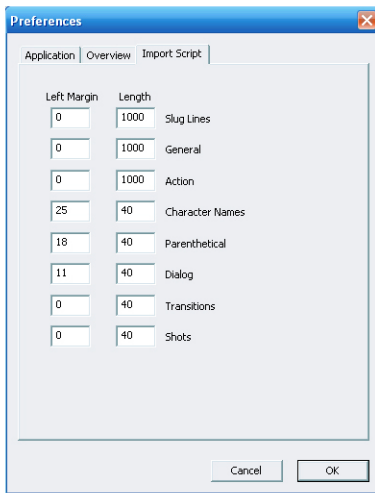 Preferences
Application Overview Import Script
Left Margin Length
0 1000 Slug Lines
0 1000 General
0 1000 Action
25 40 Character Names
18 40 Parenthetical
11 40 Dialog
0 40 Transitions
0 40 Shots
Cancel OK